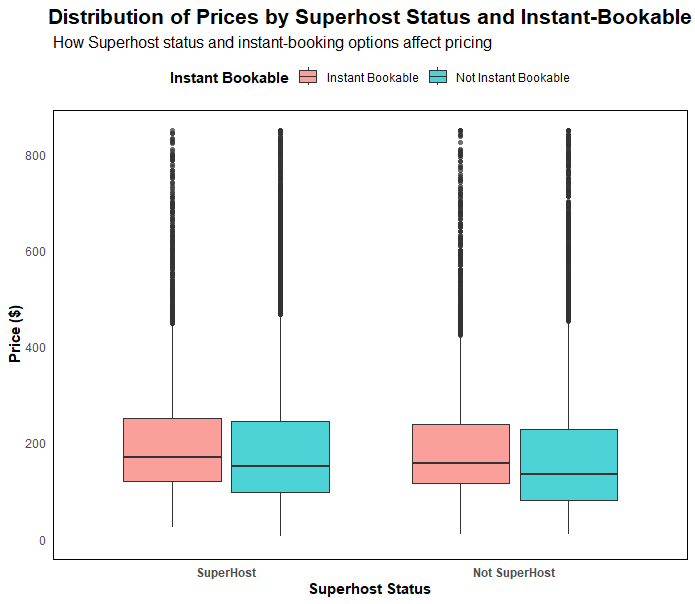 Distribution of Prices by Superhost Status and Instant-Bookable
How Superhost status and instant-booking options affect pricing
Instant Bookable Instant Bookable Not Instant Bookable
Price ($)
800
600
400
200
0
SuperHost Not SuperHost
Superhost Status